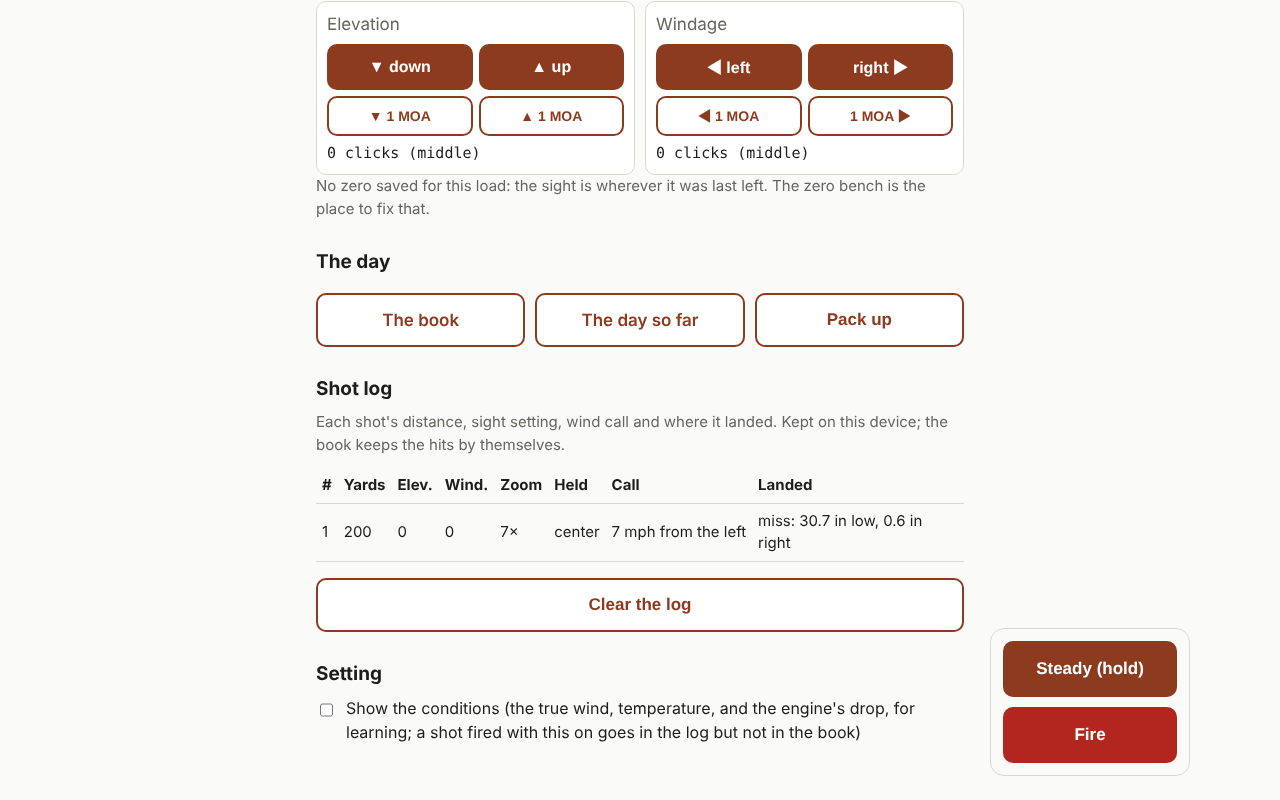 Elevation
▼ down
▲ up
▼ 1 MOA
▲ 1 MOA
0 clicks (middle)
Windage
◀ left
right ▶
◀ 1 MOA
1 MOA ▶
0 clicks (middle)
No zero saved for this load: the sight is wherever it was last left. The zero bench is the
place to fix that.
The day
The book
The day so far
Pack up
Shot log
Each shot's distance, sight setting, wind call and where it landed. Kept on this device; the
book keeps the hits by themselves.
# Yards Elev. Wind. Zoom Held Call Landed
1 200 0 0 7× center 7 mph from the left miss: 30.7 in low, 0.6 in
right
Clear the log
Setting
Show the conditions (the true wind, temperature, and the engine's drop, for
learning; a shot fired with this on goes in the log but not in the book)
Steady (hold)
Fire